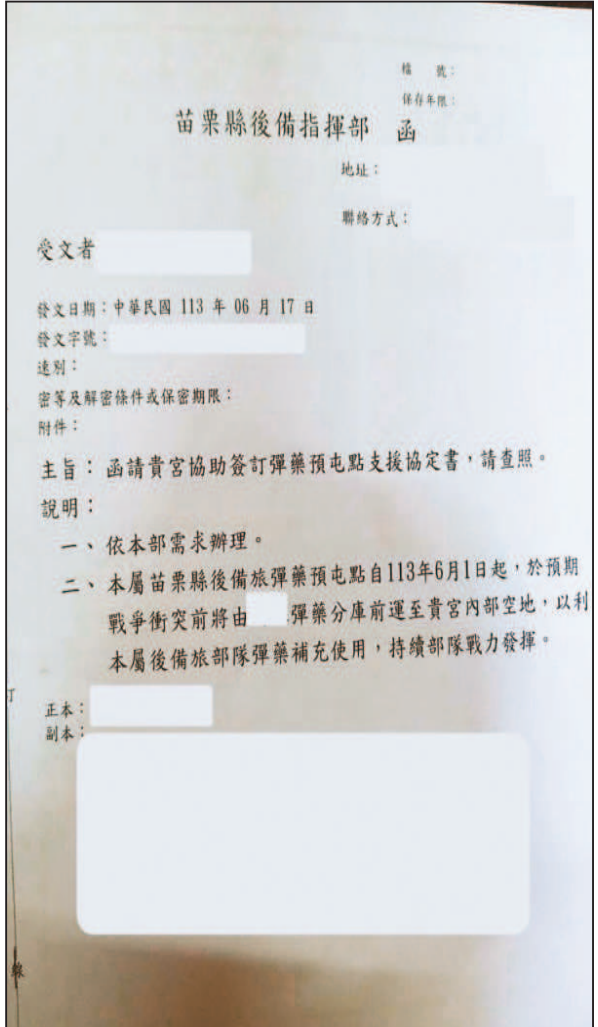 檔 號：
保存年限：
苗栗縣後備指揮部 函
地址：
聯絡方式：
受文者
發文日期：中華民國 113 年 06 月 17 日
發文字號：
速別：
密等及解密條件或保密期限：
附件：
主旨：函請貴宮協助簽訂彈藥預屯點支援協定書，請查照。
說明：
一、依本部需求辦理。
二、本屬苗栗縣後備旅彈藥預屯點自113年6月1日起，於預期
戰爭衝突前將由 彈藥分庫前運至貴宮內部空地，以利
本屬後備旅部隊彈藥補充使用，持續部隊戰力發揮。
訂
正本：
副本：
線